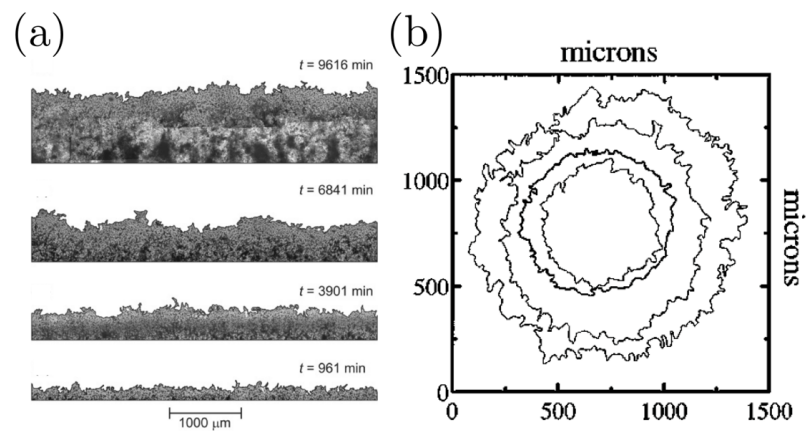 (a)
t = 9616 min
t = 6841 min
t = 3901 min
t = 961 min
1000 μm
(b)
microns
1500
1000
500
0
0 500 1000 1500
microns